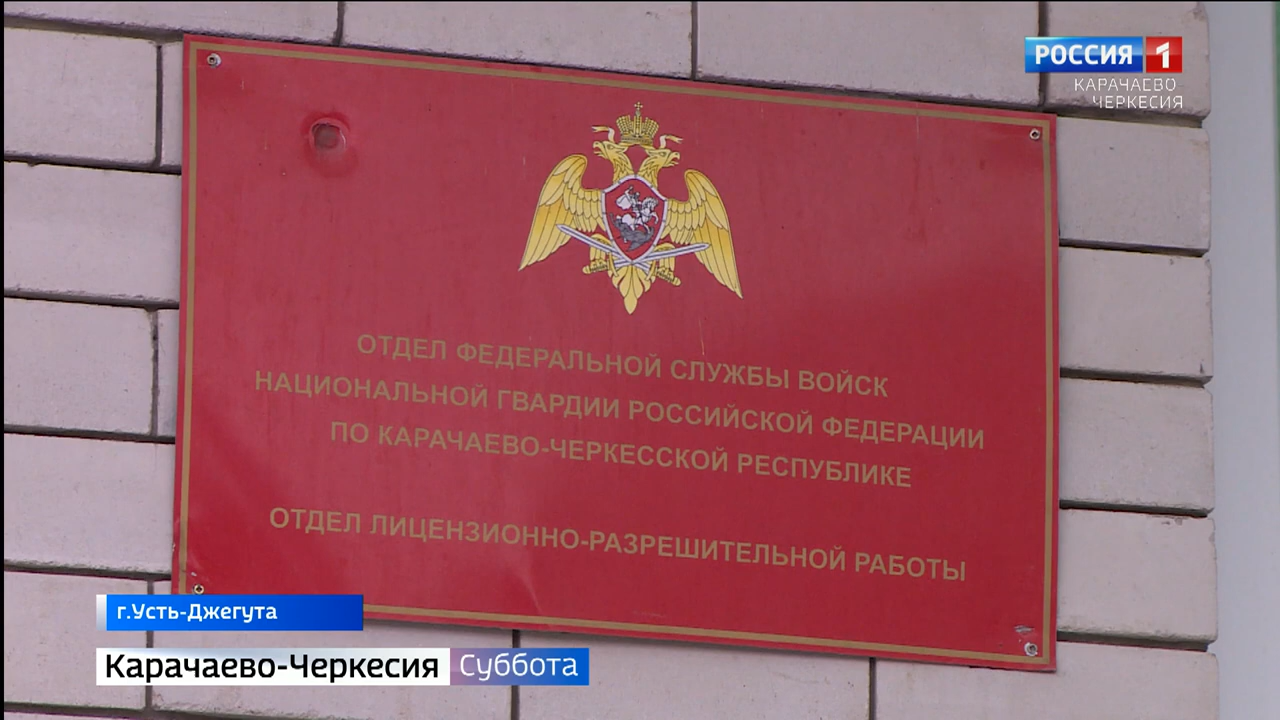 РОССИЯ 1
КАРАЧАЕВО
ЧЕРКЕСИЯ
ОТДЕЛ ФЕДЕРАЛЬНОЙ СЛУЖБЫ ВОЙСК
НАЦИОНАЛЬНОЙ ГВАРДИИ РОССИЙСКОЙ ФЕДЕРАЦИИ
ПО КАРАЧАЕВО-ЧЕРКЕССКОЙ РЕСПУБЛИКЕ
ОТДЕЛ ЛИЦЕНЗИОННО-РАЗРЕШИТЕЛЬНОЙ РАБОТЫ
г.Усть-Джегута
Карачаево-Черкесия Суббота